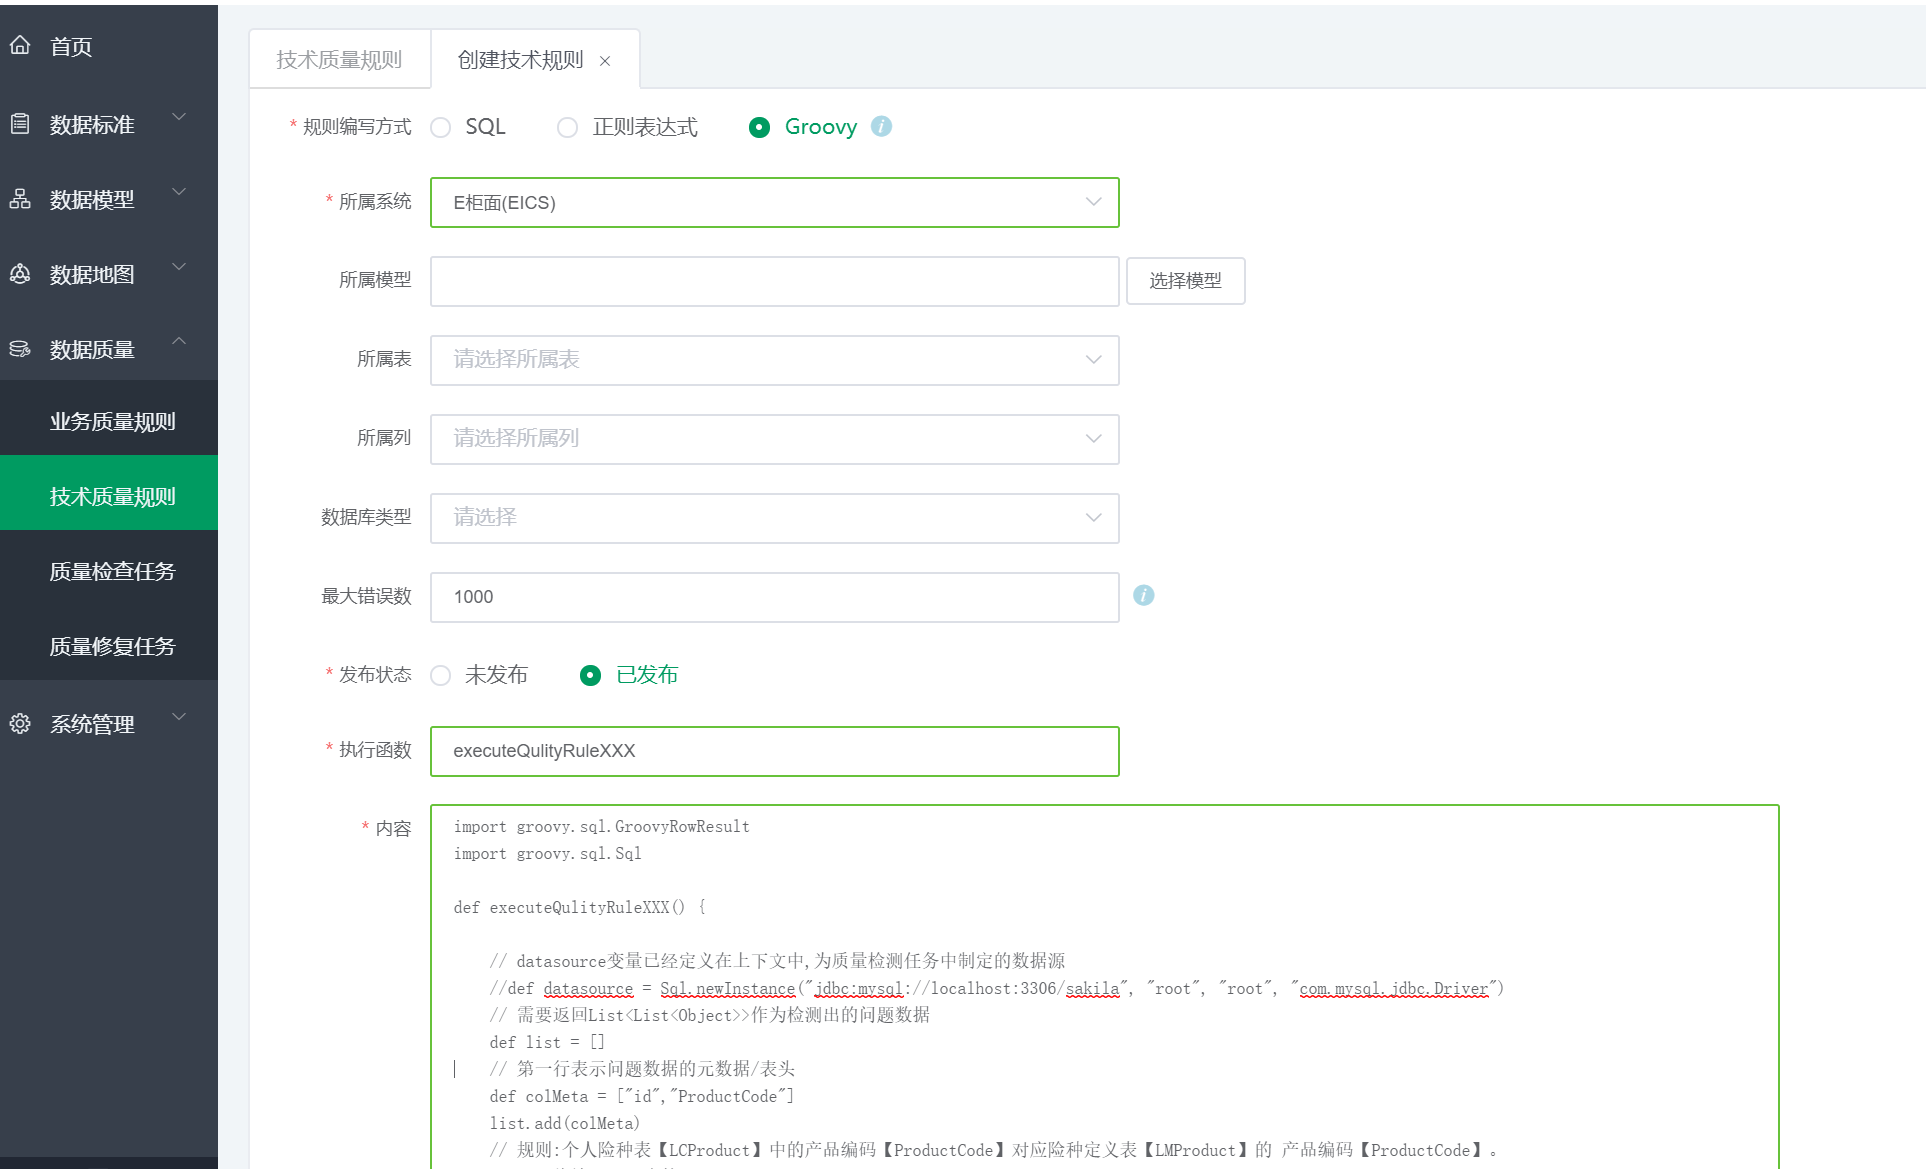 首页
数据标准
数据模型
数据地图
数据质量
业务质量规则
技术质量规则
质量检查任务
质量修复任务
系统管理
技术质量规则 创建技术规则 ×
* 规则编写方式 SQL 正则表达式 Groovy i
* 所属系统 E柜面(EICS)
所属模型 选择模型
所属表 请选择所属表
所属列 请选择所属列
数据库类型 请选择
最大错误数 1000 i
* 发布状态 未发布 已发布
* 执行函数 executeQulityRuleXXX
* 内容
import groovy.sql.GroovyRowResult
import groovy.sql.Sql
def executeQulityRuleXXX() {
// datasource变量已经定义在上下文中,为质量检测任务中制定的数据源
//def datasource = Sql.newInstance("jdbc:mysql://localhost:3306/sakila", "root", "root", "com.mysql.jdbc.Driver")
// 需要返回List<List<Object>>作为检测出的问题数据
def list = []
// 第一行表示问题数据的元数据/表头
def colMeta = ["id","ProductCode"]
list.add(colMeta)
// 规则:个人险种表【LCProduct】中的产品编码【ProductCode】对应险种定义表【LMProduct】的 产品编码【ProductCode】。